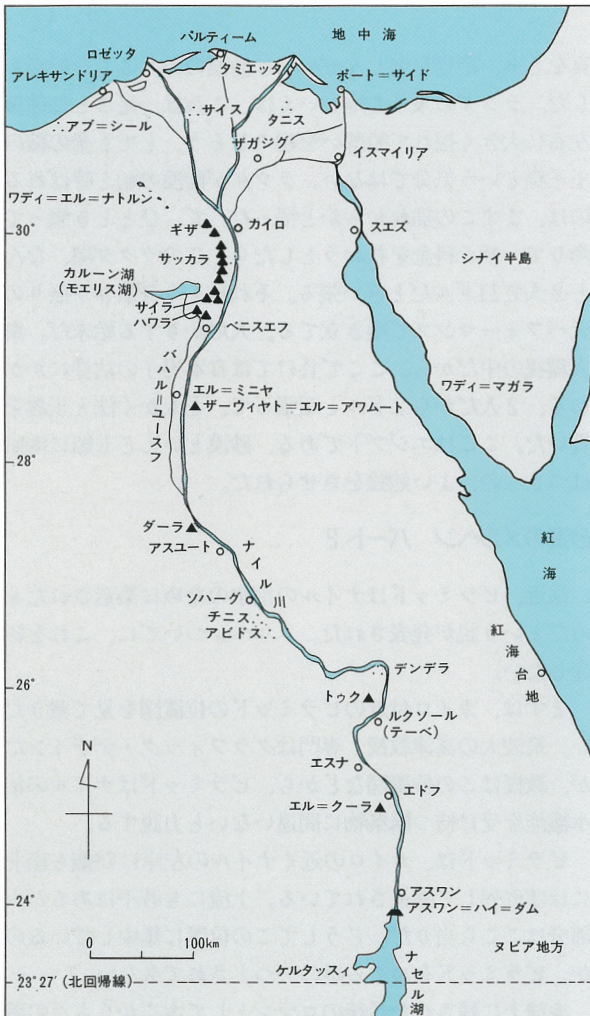 地中海
バルティーム
ロゼッタ
タミエッタ
アレキサンドリア
ポート＝サイド
サイス
タニス
アブ＝シール
ザガジグ
イスマイリア
ワディ＝エル＝ナトルン
30°
ギザ
カイロ
スエズ
サッカラ
シナイ半島
カルーン湖
(モエリス湖)
サイラ
ハワラ
ベニスエフ
バハル＝ユースフ
エル＝ミニヤ
ワディ＝マガラ
ザーウィヤト＝エル＝アワムート
28°
ダーラ
アスユート
ナイル川
紅海
ソハーグ
チニス
アビドス
紅海台地
デンデラ
26°
トゥク
ルクソール
(テーベ)
N
エスナ
エドフ
エル＝クーラ
アスワン
24°
アスワン＝ハイ＝ダム
0 100km
ヌビア地方
ケルタッスィ
ナセル湖
23°27′(北回帰線)